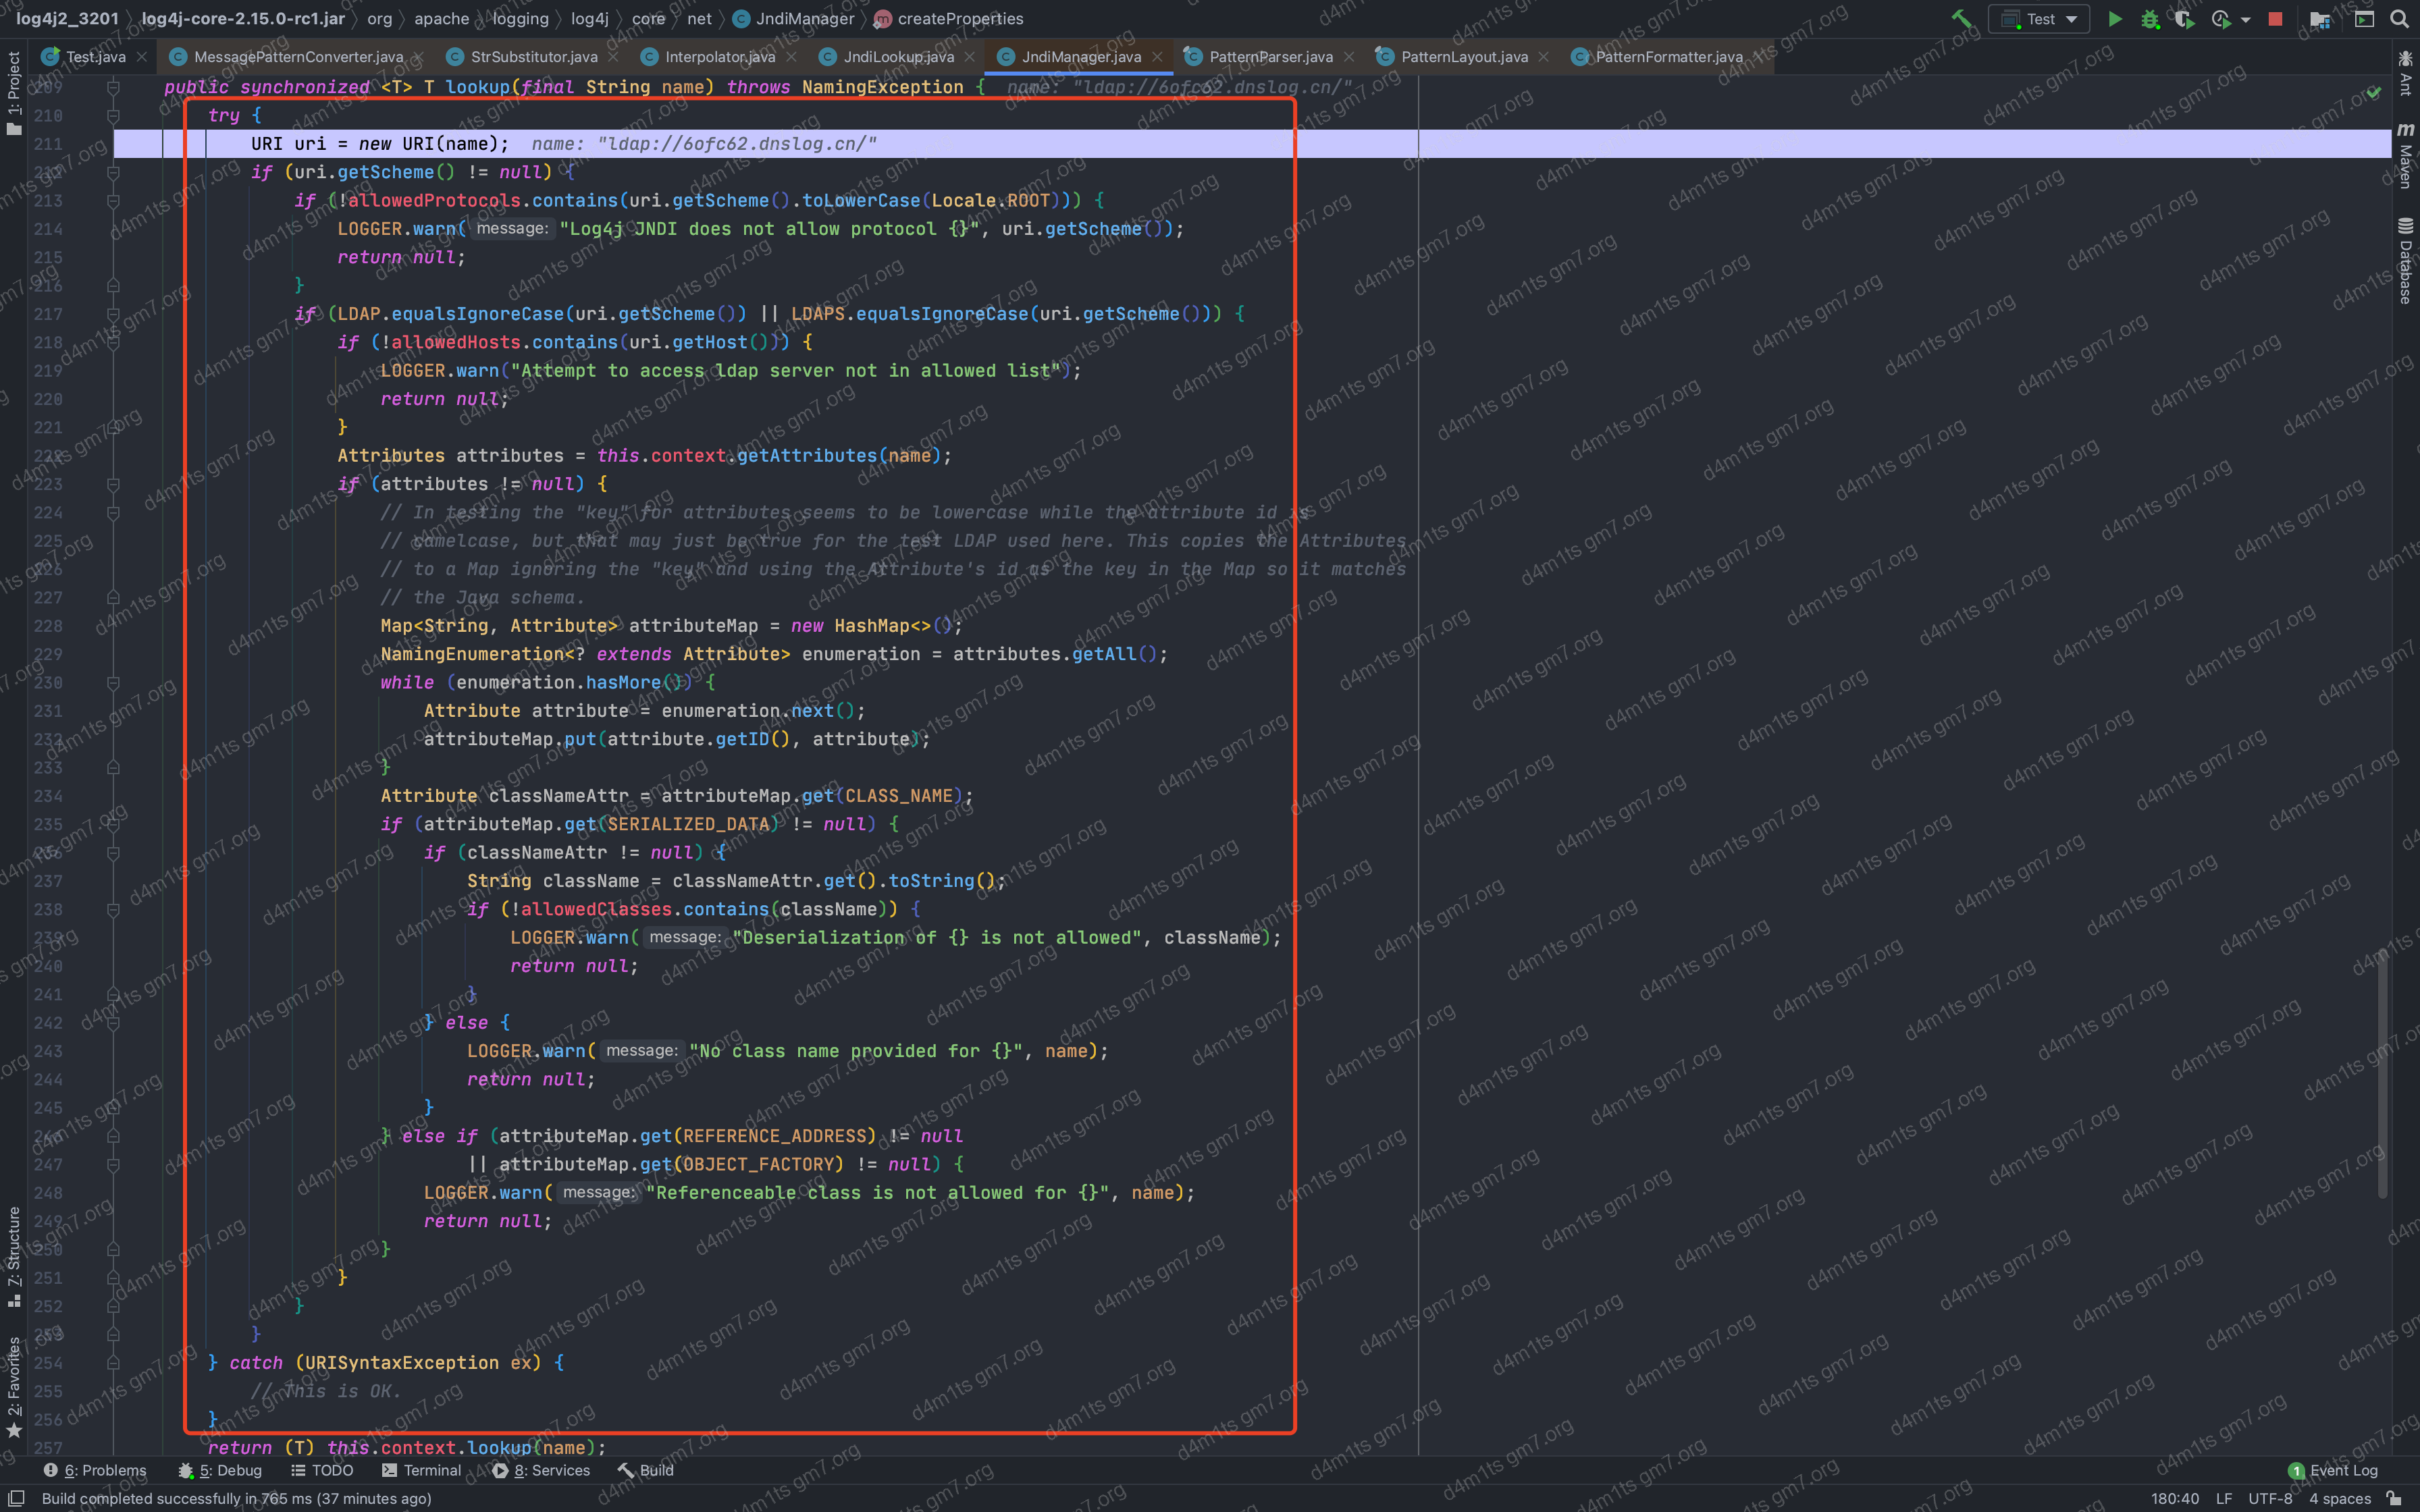 log4j2_3201 log4j-core-2.15.0-rc1.jar org apache logging log4j core net JndiManager createProperties Test
Test.java MessagePatternConverter.java StrSubstitutor.java Interpolator.java JndiLookup.java JndiManager.java PatternParser.java PatternLayout.java PatternFormatter.java
1: Project
Ant
Maven
Database
209 public synchronized <T> T lookup(final String name) throws NamingException { name: "ldap://6ofc62.dnslog.cn/"
210 try {
211 URI uri = new URI(name); name: "ldap://6ofc62.dnslog.cn/"
212 if (uri.getScheme() != null) {
213 if (!allowedProtocols.contains(uri.getScheme().toLowerCase(Locale.ROOT))) {
214 LOGGER.warn( message: "Log4j JNDI does not allow protocol {}", uri.getScheme());
215 return null;
216 }
217 if (LDAP.equalsIgnoreCase(uri.getScheme()) || LDAPS.equalsIgnoreCase(uri.getScheme())) {
218 if (!allowedHosts.contains(uri.getHost())) {
219 LOGGER.warn("Attempt to access ldap server not in allowed list");
220 return null;
221 }
222 Attributes attributes = this.context.getAttributes(name);
223 if (attributes != null) {
224 // In testing the "key" for attributes seems to be lowercase while the attribute id is
225 // camelcase, but that may just be true for the test LDAP used here. This copies the Attributes
226 // to a Map ignoring the "key" and using the Attribute's id as the key in the Map so it matches
227 // the Java schema.
228 Map<String, Attribute> attributeMap = new HashMap<>();
229 NamingEnumeration<? extends Attribute> enumeration = attributes.getAll();
230 while (enumeration.hasMore()) {
231 Attribute attribute = enumeration.next();
232 attributeMap.put(attribute.getID(), attribute);
233 }
234 Attribute classNameAttr = attributeMap.get(CLASS_NAME);
235 if (attributeMap.get(SERIALIZED_DATA) != null) {
236 if (classNameAttr != null) {
237 String className = classNameAttr.get().toString();
238 if (!allowedClasses.contains(className)) {
239 LOGGER.warn( message: "Deserialization of {} is not allowed", className);
240 return null;
241 }
242 } else {
243 LOGGER.warn( message: "No class name provided for {}", name);
244 return null;
245 }
246 } else if (attributeMap.get(REFERENCE_ADDRESS) != null
247 || attributeMap.get(OBJECT_FACTORY) != null) {
248 LOGGER.warn( message: "Referenceable class is not allowed for {}", name);
249 return null;
250 }
251 }
252 }
253 }
254 } catch (URISyntaxException ex) {
255 // This is OK.
256 }
257 return (T) this.context.lookup(name);
7: Structure
2: Favorites
6: Problems 5: Debug TODO Terminal 8: Services Build 1 Event Log
Build completed successfully in 765 ms (37 minutes ago) 180:40 LF UTF-8 4 spaces
d4m1ts gm7.org